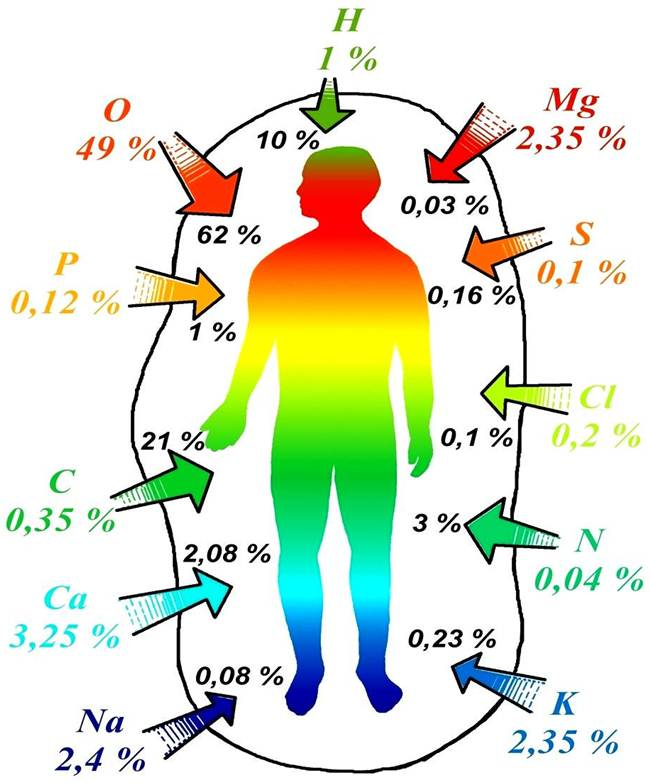 H
1 %
O
49 %
10 %
Mg
2,35 %
0,03 %
62 %
S
0,1 %
P
0,12 %
0,16 %
1 %
Cl
0,2 %
21 %
0,1 %
C
0,35 %
3 %
N
0,04 %
2,08 %
Ca
3,25 %
0,23 %
0,08 %
Na
2,4 %
K
2,35 %